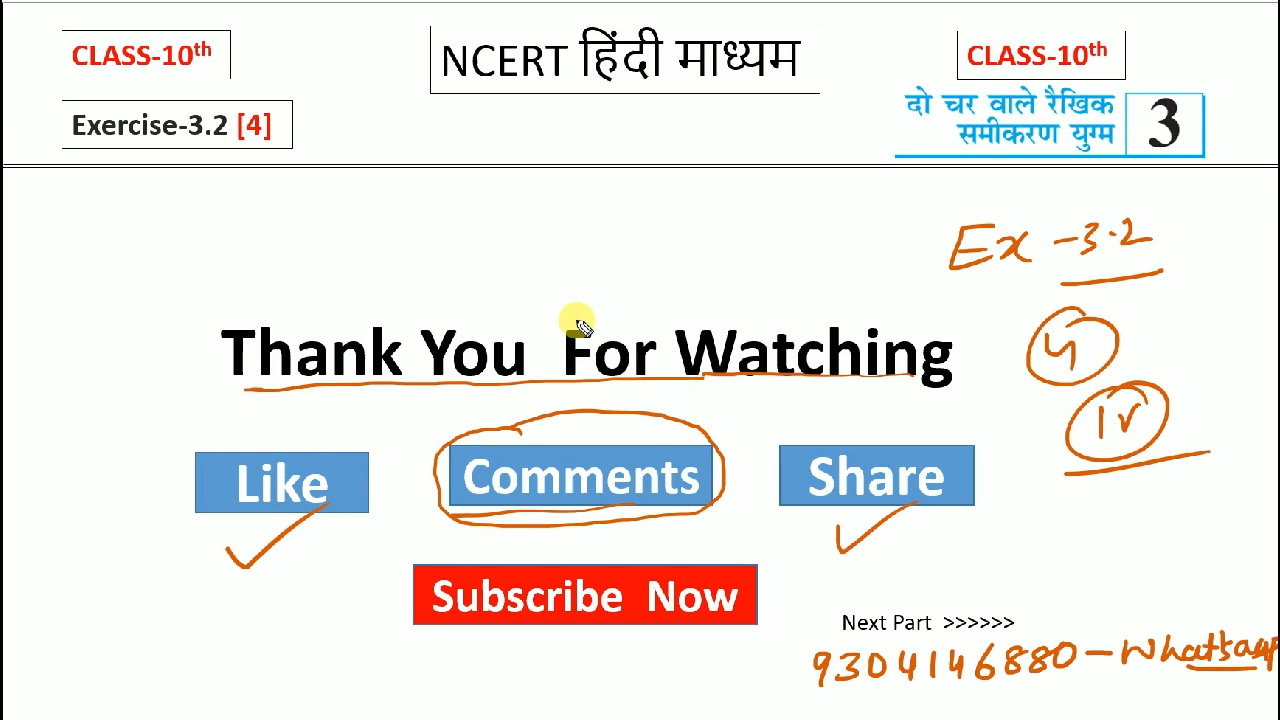 CLASS-10th
NCERT हिंदी माध्यम
CLASS-10th
Exercise-3.2 [4]
दो चर वाले रैखिक
समीकरण युग्म
3
Ex -3.2
4
iv
Thank You For Watching
Like
Comments
Share
Subscribe Now
Next Part >>>>>>
9304146880 - Whatsapp